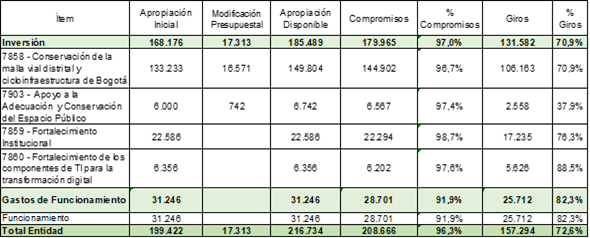 Ítem Apropiación Inicial Modificación Presupuestal Apropiación Disponible Compromisos % Compromisos Giros % Giros
Inversión 168.176 17.313 185.489 179.965 97,0% 131.582 70,9%
7858 - Conservación de la
malla vial distrital y
cicloinfraestructura de Bogotá 133.233 16.571 149.804 144.902 96,7% 106.163 70,9%
7903 - Apoyo a la
Adecuación y Conservación
del Espacio Público 6.000 742 6.742 6.567 97,4% 2.558 37,9%
7859 - Fortalecimiento
Institucional 22.586 22.586 22.294 98,7% 17.235 76,3%
7860 - Fortalecimiento de los
componentes de TI para la
transformación digital 6.356 6.356 6.202 97,6% 5.626 88,5%
Gastos de Funcionamiento 31.246 31.246 28.701 91,9% 25.712 82,3%
Funcionamiento 31.246 31.246 28.701 91,9% 25.712 82,3%
Total Entidad 199.422 17.313 216.734 208.666 96,3% 157.294 72,6%